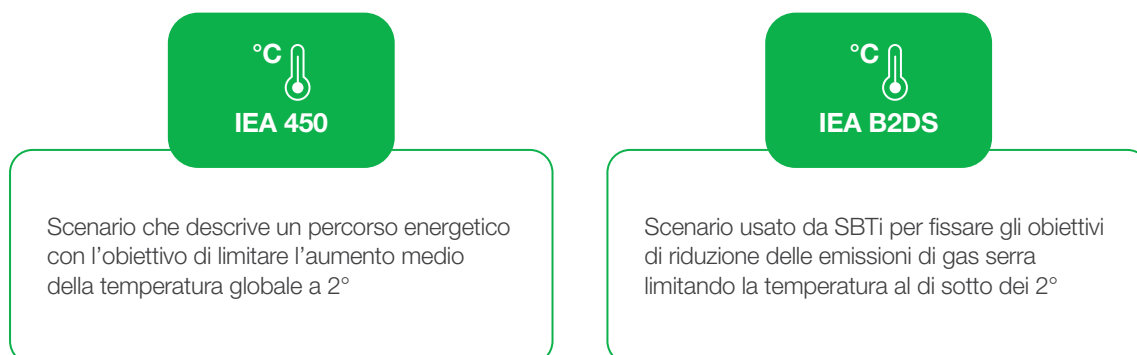 °C
IEA 450
Scenario che descrive un percorso energetico
con l’obiettivo di limitare l’aumento medio
della temperatura globale a 2°
°C
IEA B2DS
Scenario usato da SBTi per fissare gli obiettivi
di riduzione delle emissioni di gas serra
limitando la temperatura al di sotto dei 2°